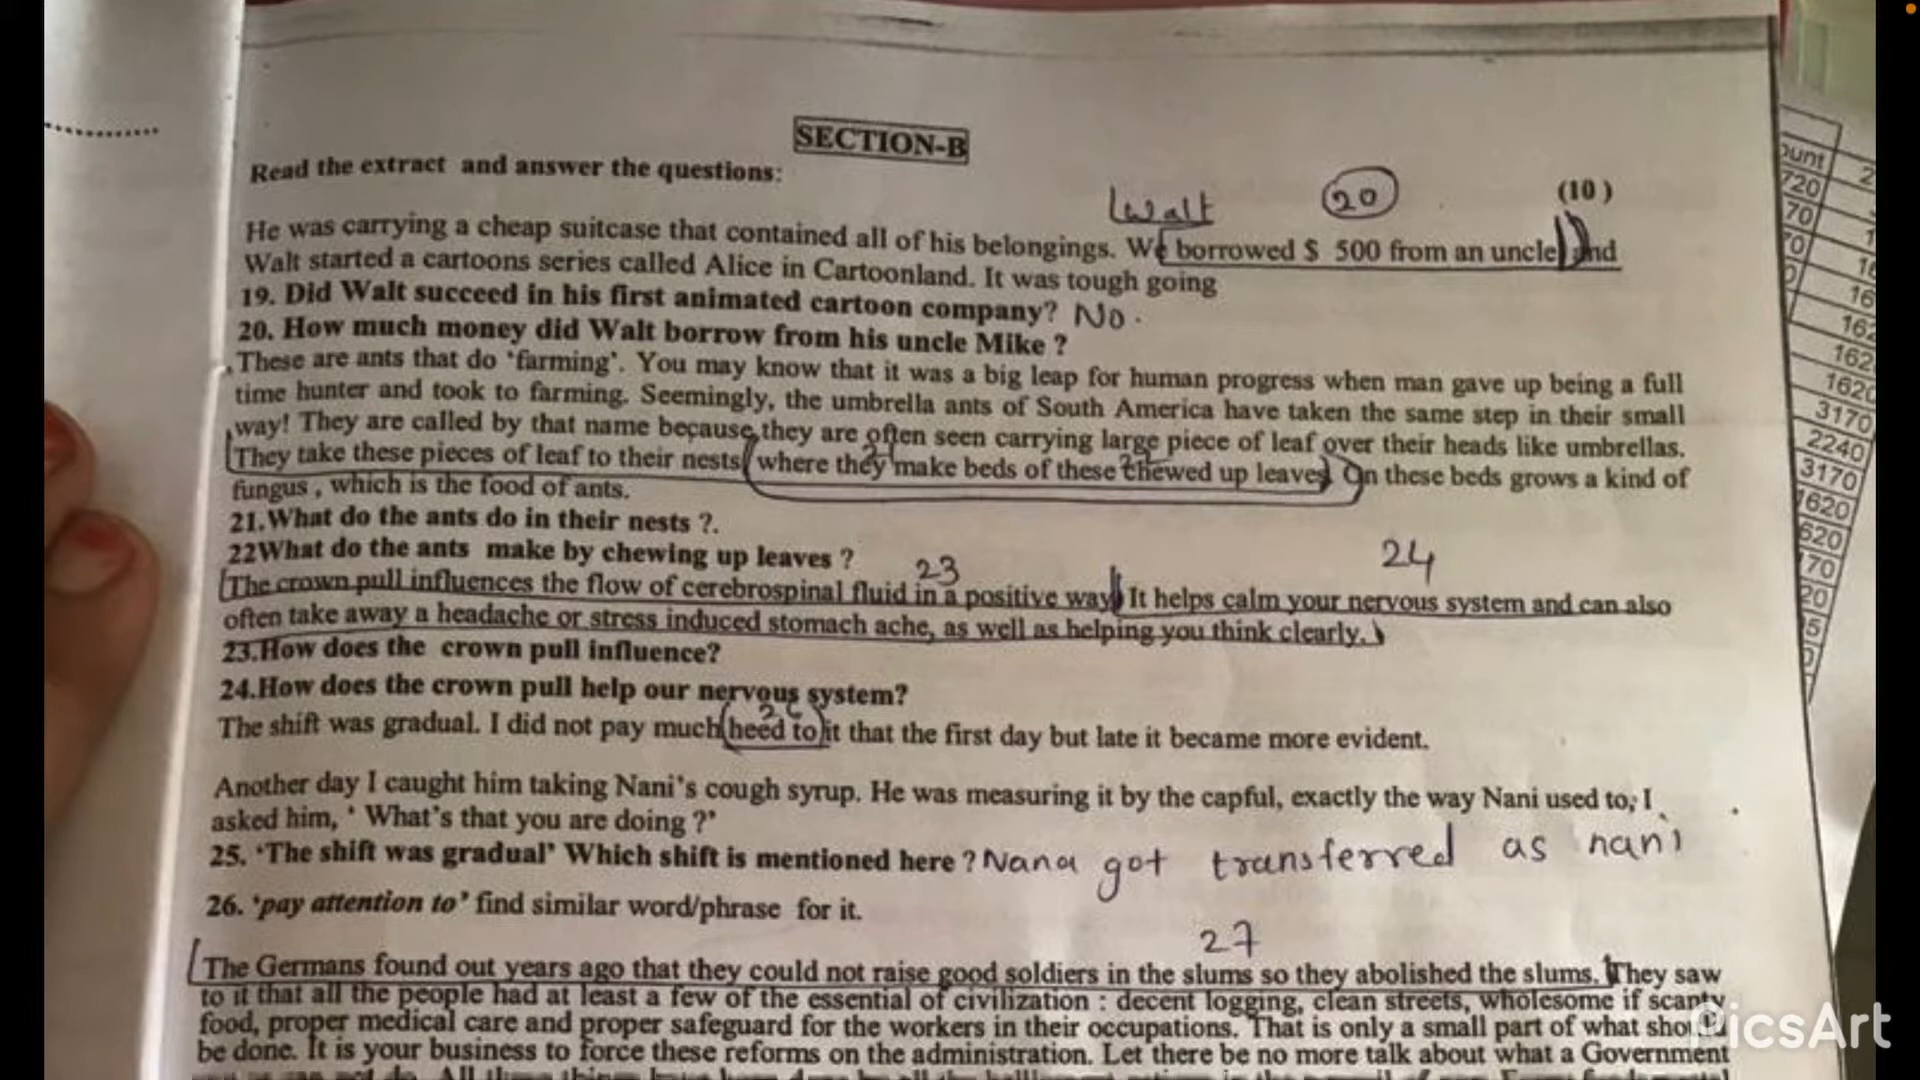 SECTION-B
Read the extract and answer the questions:
Walt 20 (10)
He was carrying a cheap suitcase that contained all of his belongings. We borrowed $ 500 from an uncle and
Walt started a cartoons series called Alice in Cartoonland. It was tough going
19. Did Walt succeed in his first animated cartoon company? No.
20. How much money did Walt borrow from his uncle Mike ?
These are ants that do 'farming'. You may know that it was a big leap for human progress when man gave up being a full
time hunter and took to farming. Seemingly, the umbrella ants of South America have taken the same step in their small
way! They are called by that name because they are often seen carrying large piece of leaf over their heads like umbrellas.
They take these pieces of leaf to their nests where they make beds of these chewed up leaves. On these beds grows a kind of
fungus , which is the food of ants.
21. What do the ants do in their nests ?.
22 What do the ants make by chewing up leaves ?
23 24
The crown pull influences the flow of cerebrospinal fluid in a positive way. It helps calm your nervous system and can also
often take away a headache or stress induced stomach ache, as well as helping you think clearly.
23.How does the crown pull influence?
24.How does the crown pull help our nervous system?
The shift was gradual. I did not pay much heed to it that the first day but late it became more evident.
Another day I caught him taking Nani's cough syrup. He was measuring it by the capful, exactly the way Nani used to, I
asked him, ' What's that you are doing ?'
25. 'The shift was gradual' Which shift is mentioned here ? Nana got transferred as nani
26. 'pay attention to' find similar word/phrase for it.
27
The Germans found out years ago that they could not raise good soldiers in the slums so they abolished the slums. They saw
to it that all the people had at least a few of the essential of civilization : decent logging, clean streets, wholesome if scanty
food, proper medical care and proper safeguard for the workers in their occupations. That is only a small part of what should
be done. It is your business to force these reforms on the administration. Let there be no more talk about what a Government
PicsArt
ount
720
70
70
16
162
162
1620
3170
2240
3170
1620
620
70
20